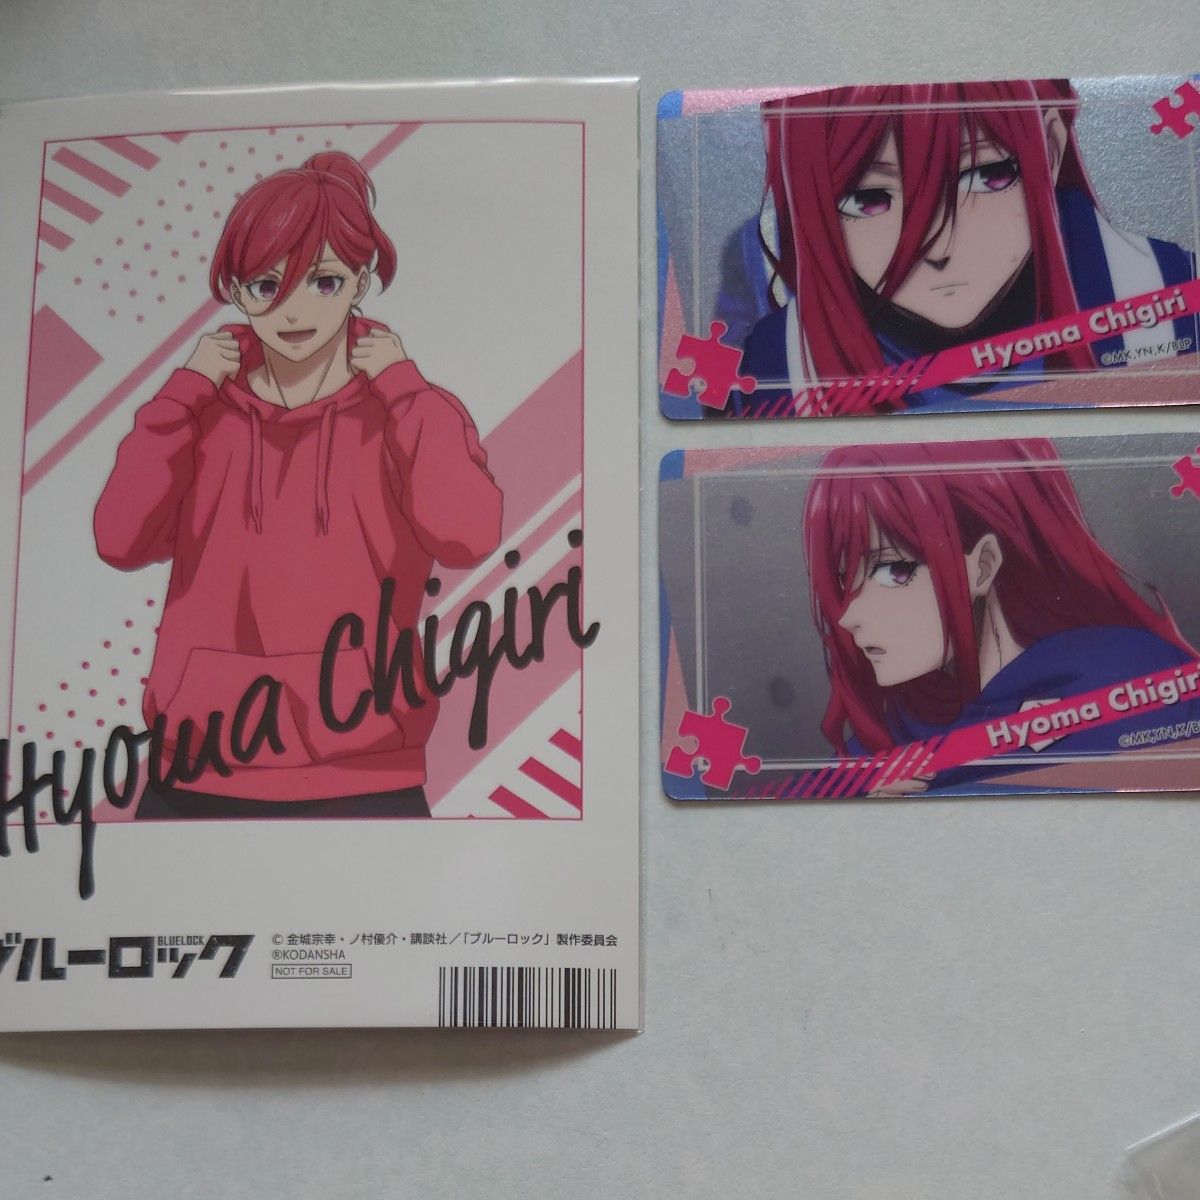 Hyoma Chigiri
ブルーロック
BLUELOCK
© 金城宗幸・ノ村優介・講談社／「ブルーロック」製作委員会
®KODANSHA
NOT FOR SALE
Hyoma Chigiri
©MK,YN,K/BLP
Hyoma Chigiri
©MK,YN,K/B